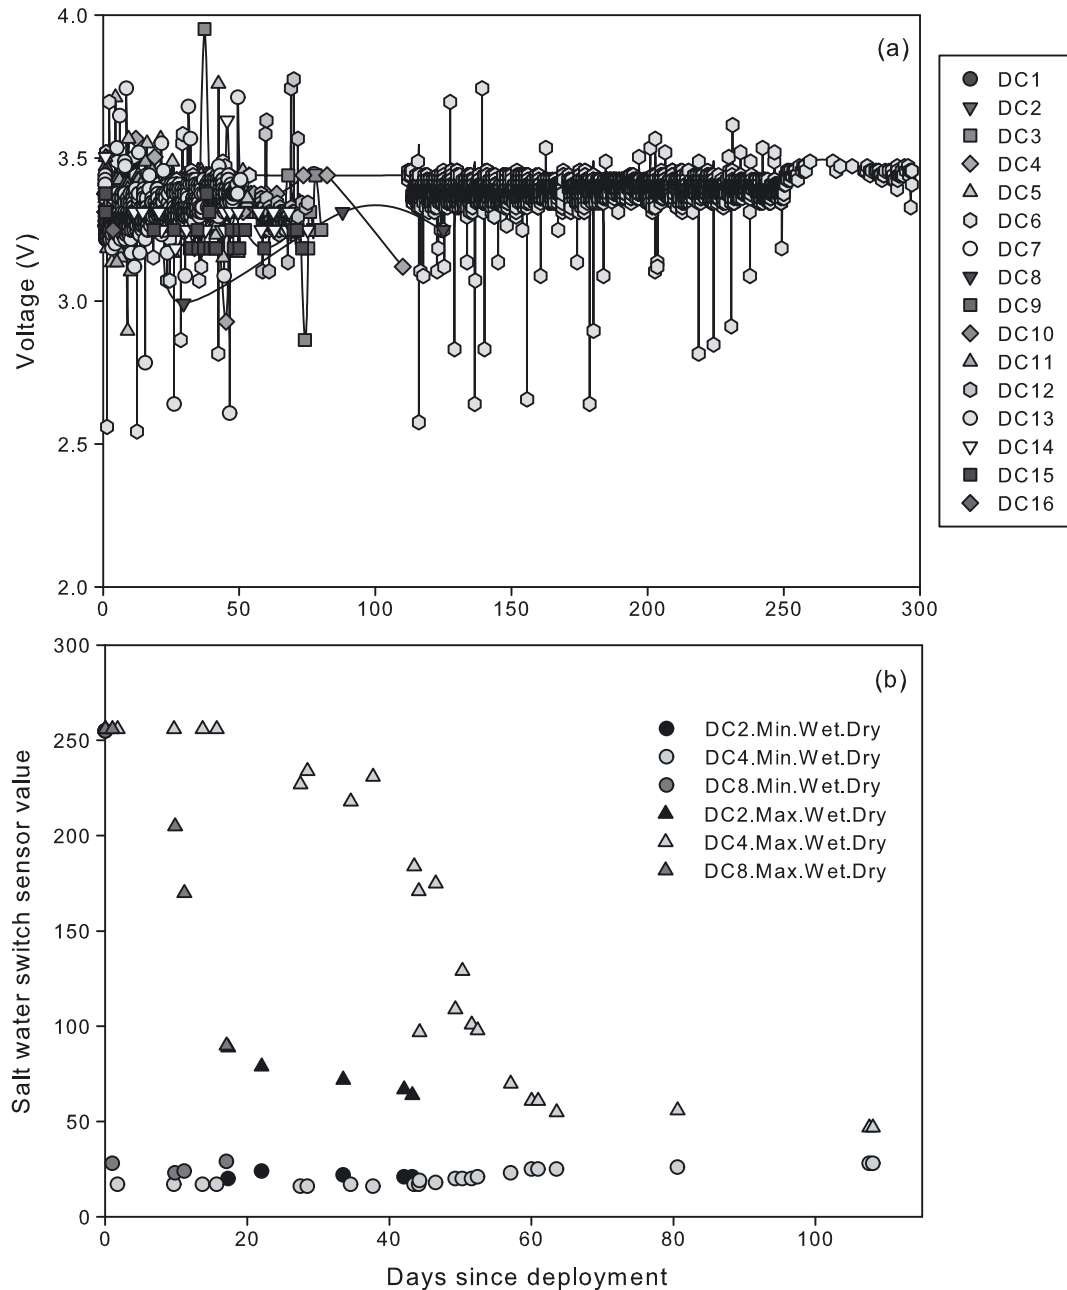 4.0
(a)
3.5
3.0
2.5
2.0
Voltage (V)
0
50
100
150
200
250
300
DC1
DC2
DC3
DC4
DC5
DC6
DC7
DC8
DC9
DC10
DC11
DC12
DC13
DC14
DC15
DC16
300
(b)
250
200
150
100
50
0
Salt water switch sensor value
DC2.Min.Wet.Dry
DC4.Min.Wet.Dry
DC8.Min.Wet.Dry
DC2.Max.Wet.Dry
DC4.Max.Wet.Dry
DC8.Max.Wet.Dry
0
20
40
60
80
100
Days since deployment